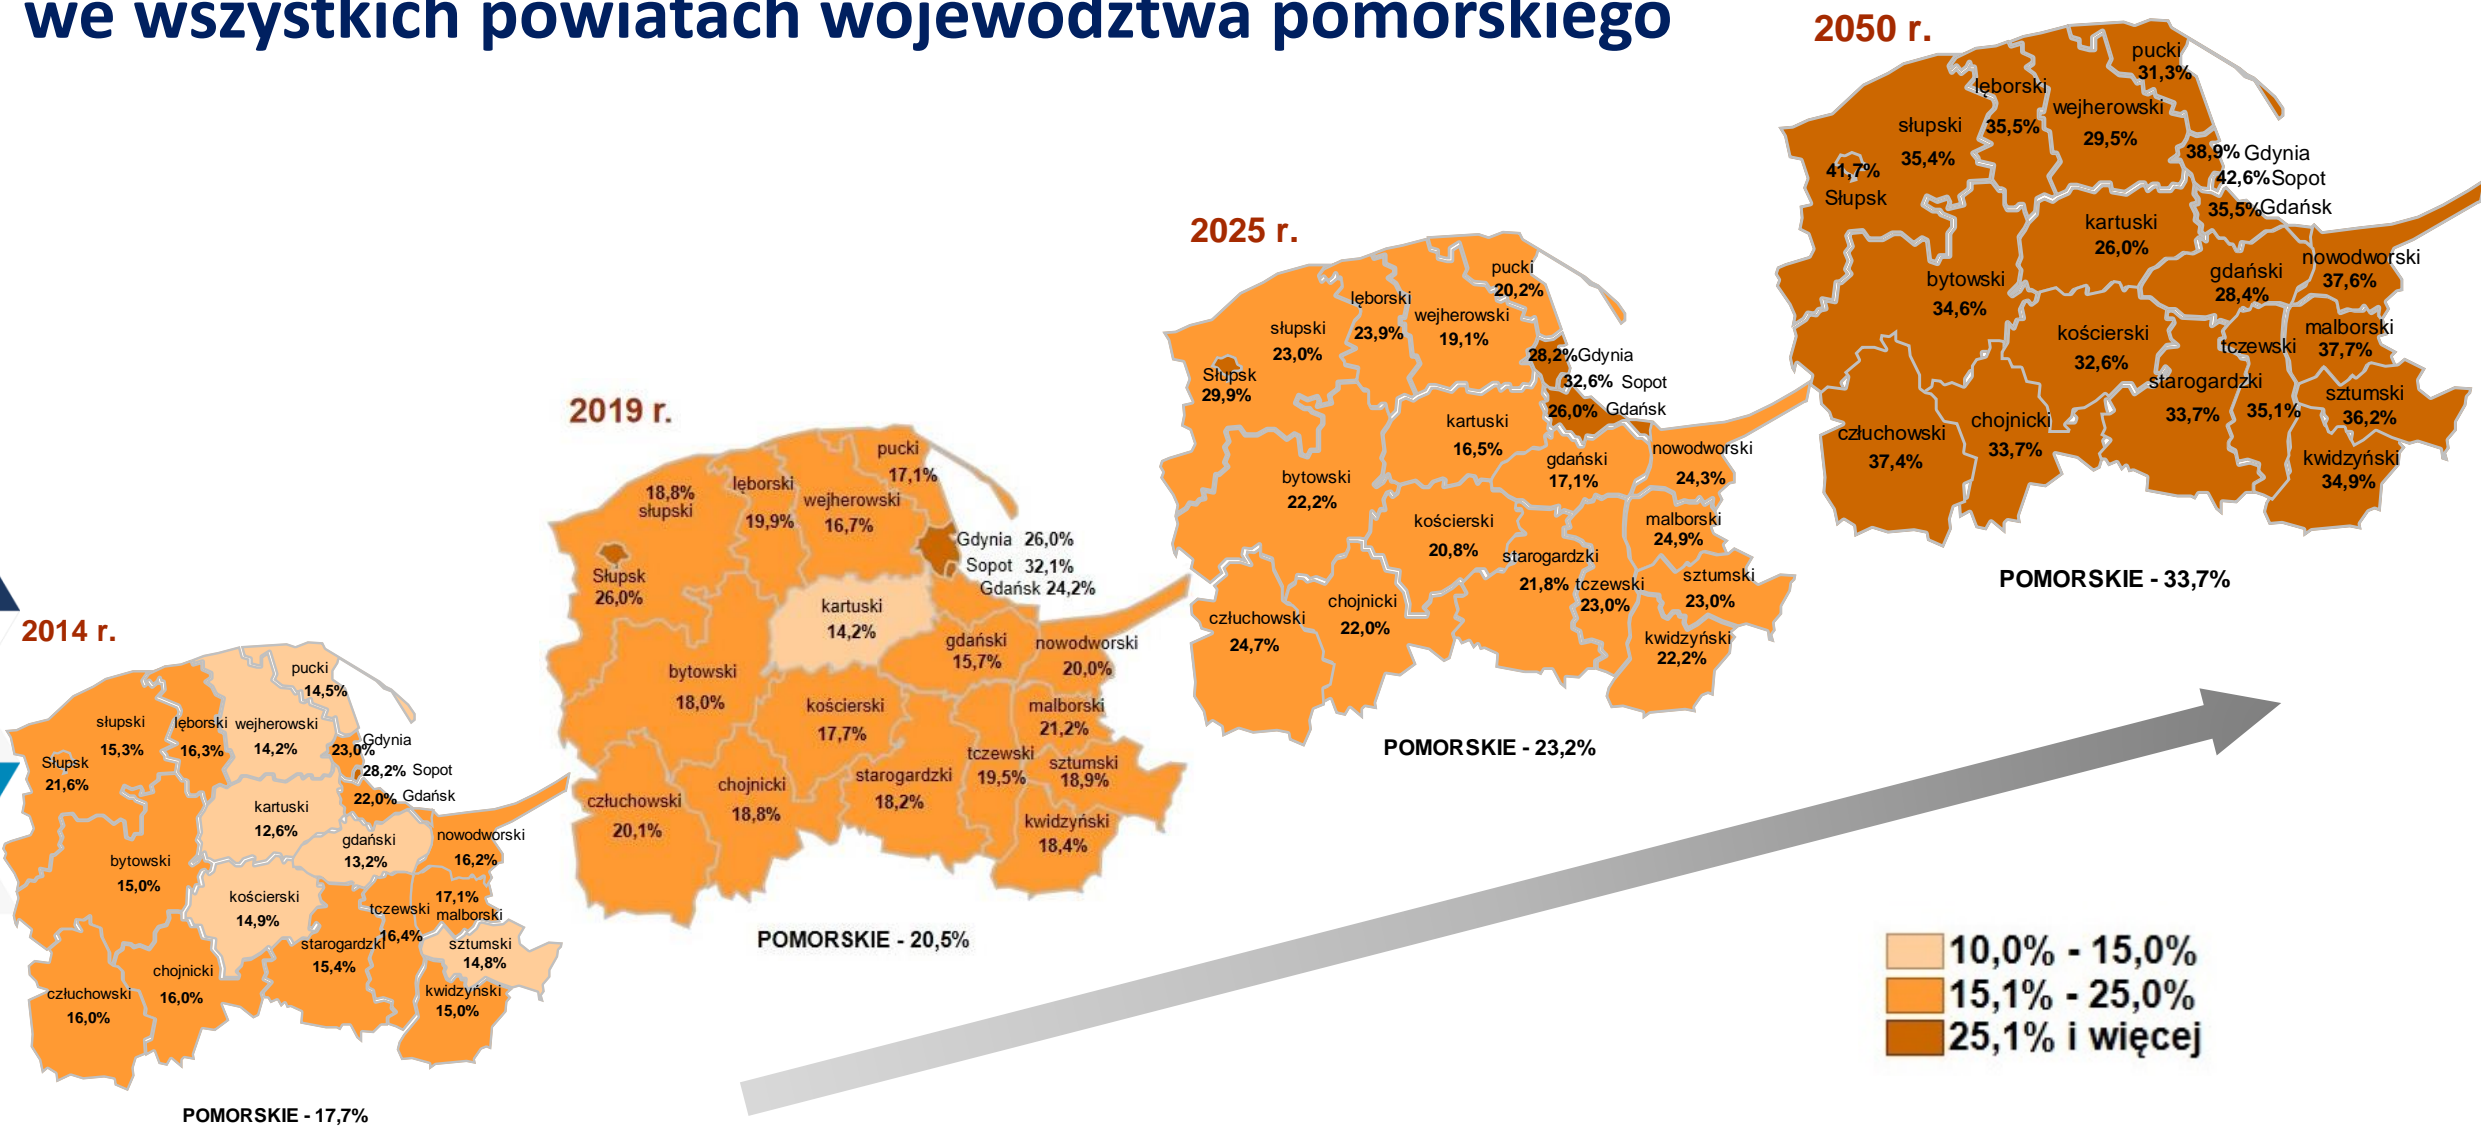 we wszystkich powiatach województwa pomorskiego
2014 r.
pucki
14,5%
słupski
15,3%
lęborski
16,3%
wejherowski
14,2%
Gdynia
23,0%
28,2% Sopot
22,0% Gdańsk
Słupsk
21,6%
kartuski
12,6%
gdański
13,2%
nowodworski
16,2%
bytowski
15,0%
kościerski
14,9%
17,1%
malborski
tczewski
16,4%
starogardzki
15,4%
sztumski
14,8%
człuchowski
16,0%
chojnicki
16,0%
kwidzyński
15,0%
POMORSKIE - 17,7%
2019 r.
pucki
17,1%
18,8%
słupski
lęborski
19,9%
wejherowski
16,7%
Gdynia 26,0%
Sopot 32,1%
Gdańsk 24,2%
Słupsk
26,0%
kartuski
14,2%
gdański
15,7%
nowodworski
20,0%
bytowski
18,0%
kościerski
17,7%
malborski
21,2%
tczewski
19,5%
sztumski
18,9%
starogardzki
18,2%
człuchowski
20,1%
chojnicki
18,8%
kwidzyński
18,4%
POMORSKIE - 20,5%
2025 r.
pucki
20,2%
lęborski
23,9%
słupski
23,0%
wejherowski
19,1%
28,2%Gdynia
32,6% Sopot
26,0% Gdańsk
Słupsk
29,9%
kartuski
16,5%
gdański
17,1%
nowodworski
24,3%
bytowski
22,2%
kościerski
20,8%
malborski
24,9%
starogardzki
21,8%
tczewski
23,0%
sztumski
23,0%
człuchowski
24,7%
chojnicki
22,0%
kwidzyński
22,2%
POMORSKIE - 23,2%
2050 r.
pucki
31,3%
lęborski
35,5%
wejherowski
29,5%
słupski
35,4%
38,9% Gdynia
42,6%Sopot
35,5%Gdańsk
41,7%
Słupsk
kartuski
26,0%
gdański
28,4%
nowodworski
37,6%
bytowski
34,6%
kościerski
32,6%
malborski
37,7%
tczewski
35,1%
starogardzki
33,7%
sztumski
36,2%
człuchowski
37,4%
chojnicki
33,7%
kwidzyński
34,9%
POMORSKIE - 33,7%
10,0% - 15,0%
15,1% - 25,0%
25,1% i więcej